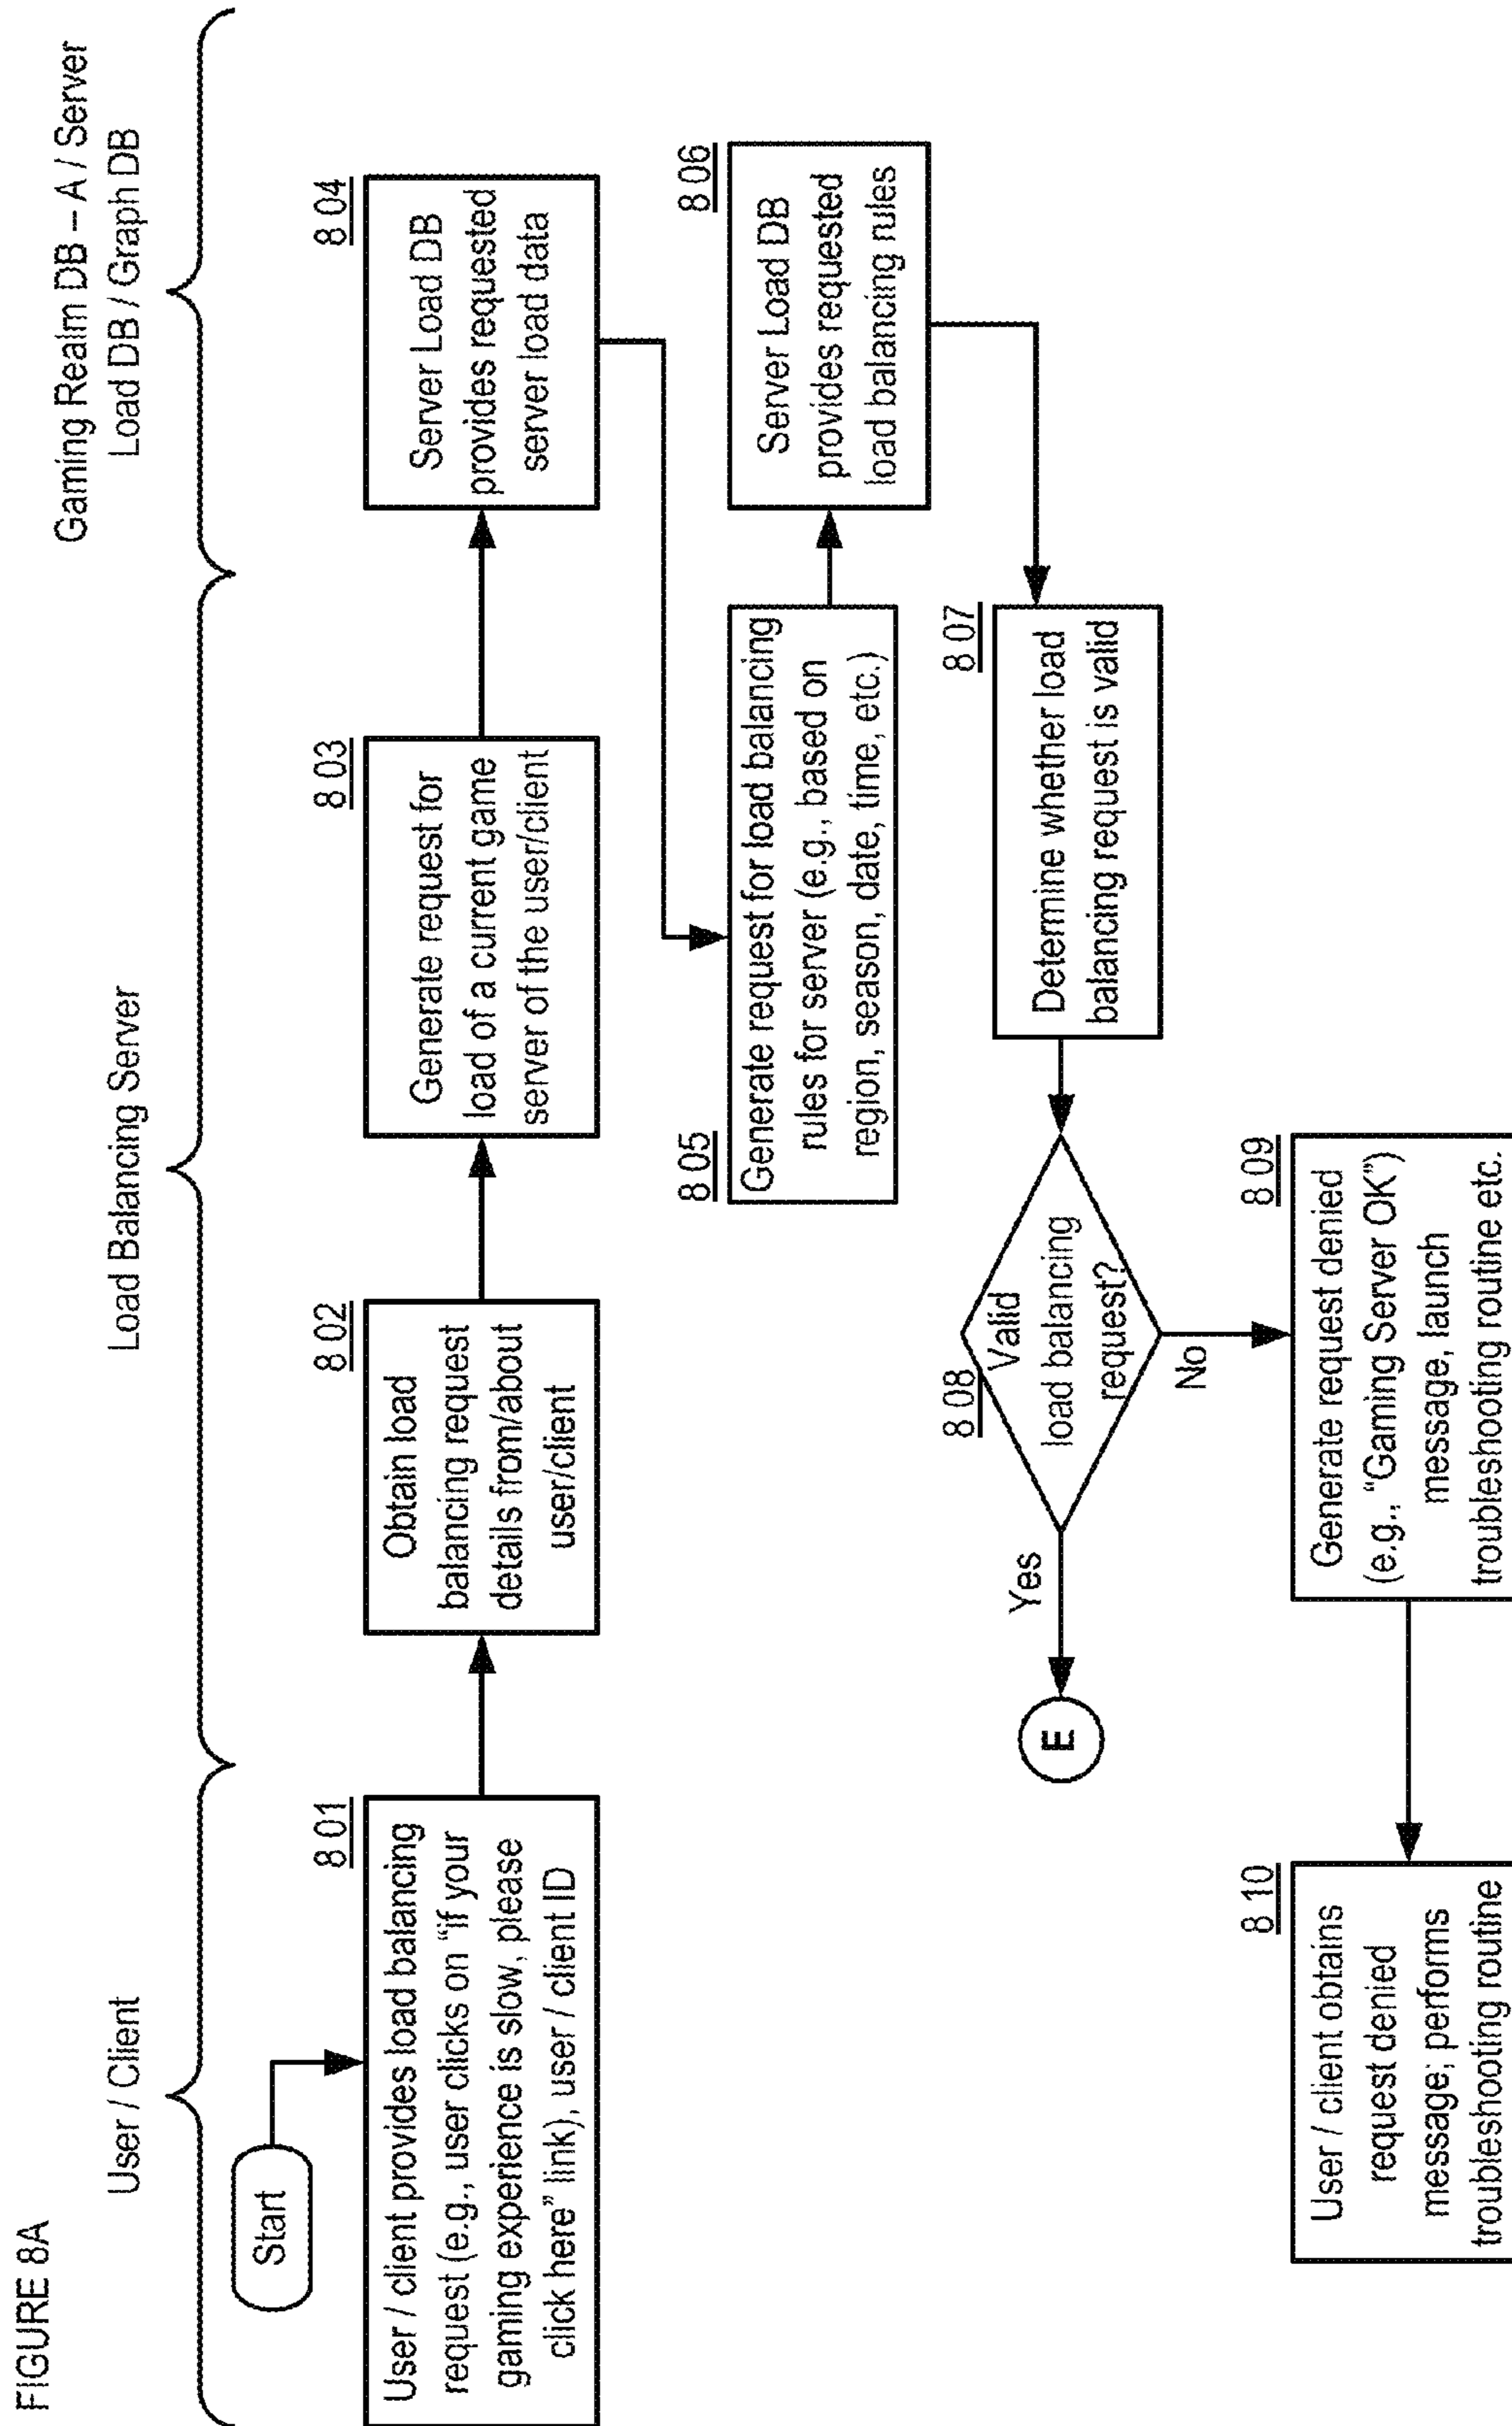 FIGURE 8A
User / Client
Load Balancing Server
Gaming Realm DB – A / Server
Load DB / Graph DB
Start
8 01
User / client provides load balancing
request (e.g., user clicks on “if your
gaming experience is slow, please
click here” link), user / client ID
8 02
Obtain load
balancing request
details from/about
user/client
8 03
Generate request for
load of a current game
server of the user/client
8 04
Server Load DB
provides requested
server load data
8 05
Generate request for load balancing
rules for server (e.g., based on
region, season, date, time, etc.)
8 06
Server Load DB
provides requested
load balancing rules
8 07
Determine whether load
balancing request is valid
8 08
Valid
load balancing
request?
Yes
E
No
8 09
Generate request denied
(e.g., “Gaming Server OK”)
message, launch
troubleshooting routine etc.
8 10
User / client obtains
request denied
message; performs
troubleshooting routine